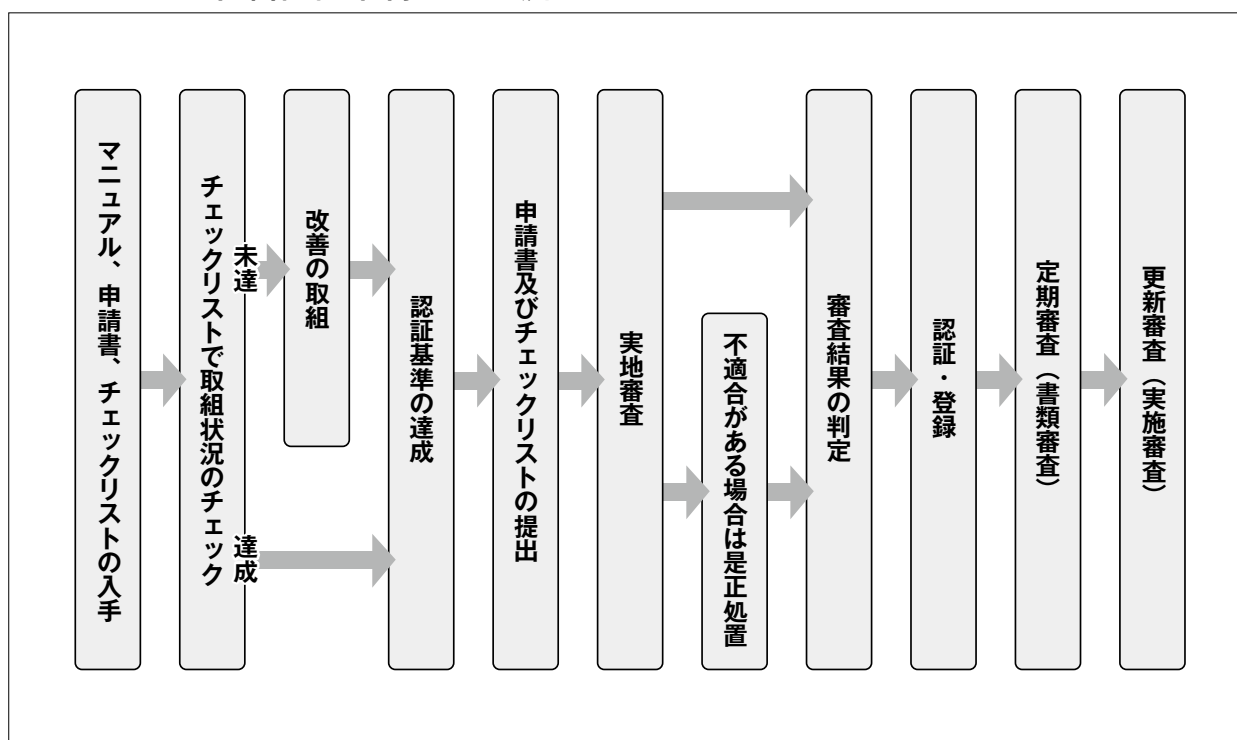 マニュアル、申請書、チェックリストの入手
チェックリストで取組状況のチェック
未達
達成
改善の取組
認証基準の達成
申請書及びチェックリストの提出
実地審査
不適合がある場合は是正処置
審査結果の判定
認証・登録
定期審査（書類審査）
更新審査（実施審査）